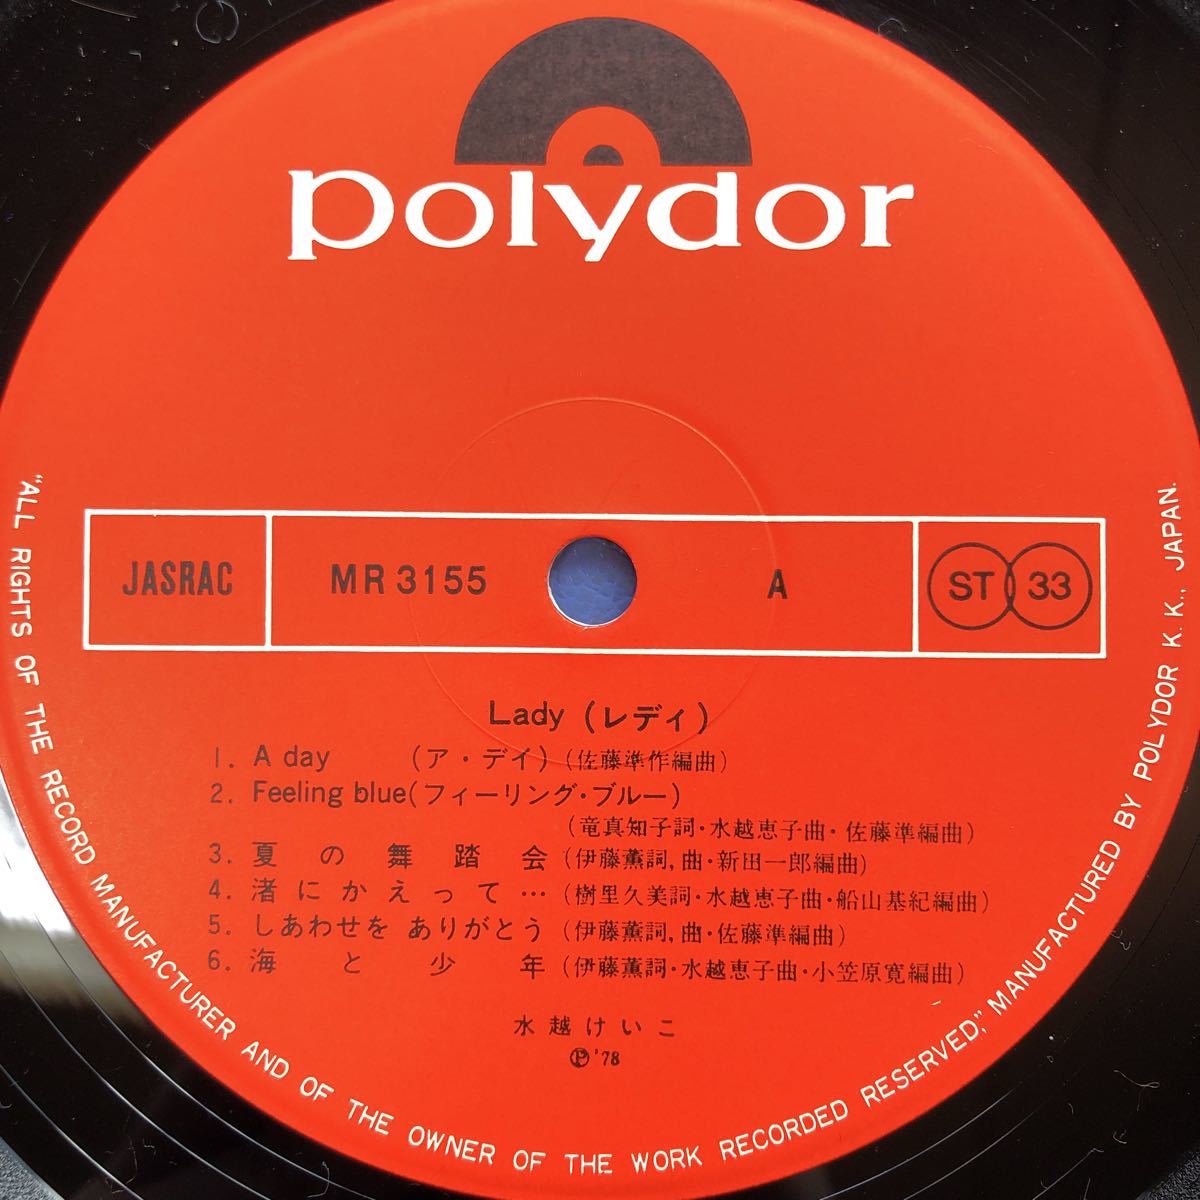 polydor
JASRAC MR 3155 A ST 33
Lady (レディ)
1. A day (ア・デイ) (佐藤準作編曲)
2. Feeling blue (フィーリング・ブルー)
(竜真知子詞・水越恵子曲・佐藤準編曲)
3. 夏の舞踏会 (伊藤薫詞, 曲・新田一郎編曲)
4. 渚にかえって… (樹里久美詞・水越恵子曲・船山基紀編曲)
5. しあわせを ありがとう (伊藤薫詞, 曲・佐藤準編曲)
6. 海と少年 (伊藤薫詞・水越恵子曲・小笠原寛編曲)
水越けいこ
Ⓟ'78
"ALL RIGHTS OF THE RECORD MANUFACTURER AND OF THE OWNER OF THE WORK RECORDED RESERVED," MANUFACTURED BY POLYDOR K. K., JAPAN.